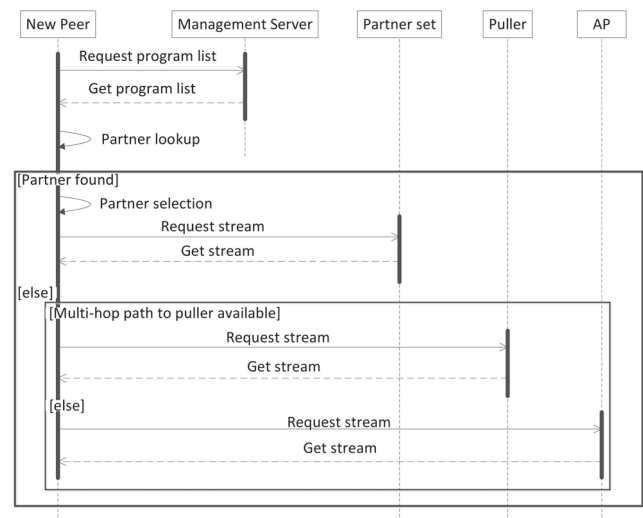 New Peer
Management Server
Partner set
Puller
AP
Request program list
Get program list
Partner lookup
[Partner found]
Partner selection
Request stream
Get stream
[else]
[Multi-hop path to puller available]
Request stream
Get stream
[else]
Request stream
Get stream